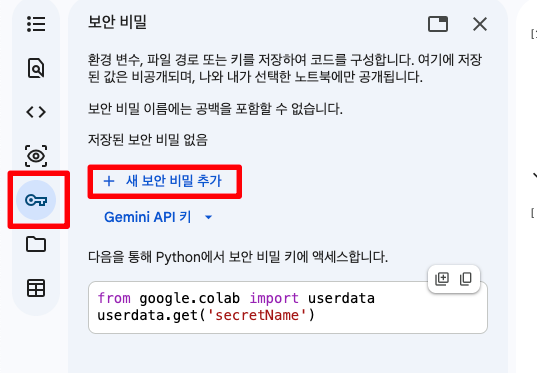 보안 비밀
환경 변수, 파일 경로 또는 키를 저장하여 코드를 구성합니다. 여기에 저장
된 값은 비공개되며, 나와 내가 선택한 노트북에만 공개됩니다.
보안 비밀 이름에는 공백을 포함할 수 없습니다.
저장된 보안 비밀 없음
+ 새 보안 비밀 추가
Gemini API 키
다음을 통해 Python에서 보안 비밀 키에 액세스합니다.
from google.colab import userdata
userdata.get('secretName')